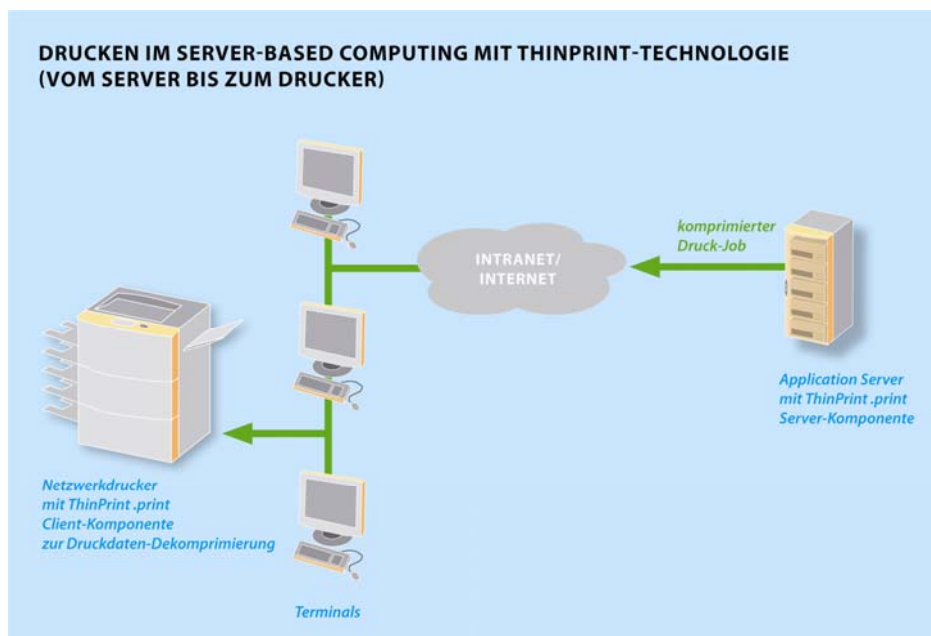 DRUCKEN IM SERVER-BASED COMPUTING MIT THINPRINT-TECHNOLOGIE
(VOM SERVER BIS ZUM DRUCKER)
komprimierter
Druck-Job
INTRANET/
INTERNET
Application Server
mit ThinPrint .print
Server-Komponente
Netzwerkdrucker
mit ThinPrint .print
Client-Komponente
zur Druckdaten-Dekomprimierung
Terminals